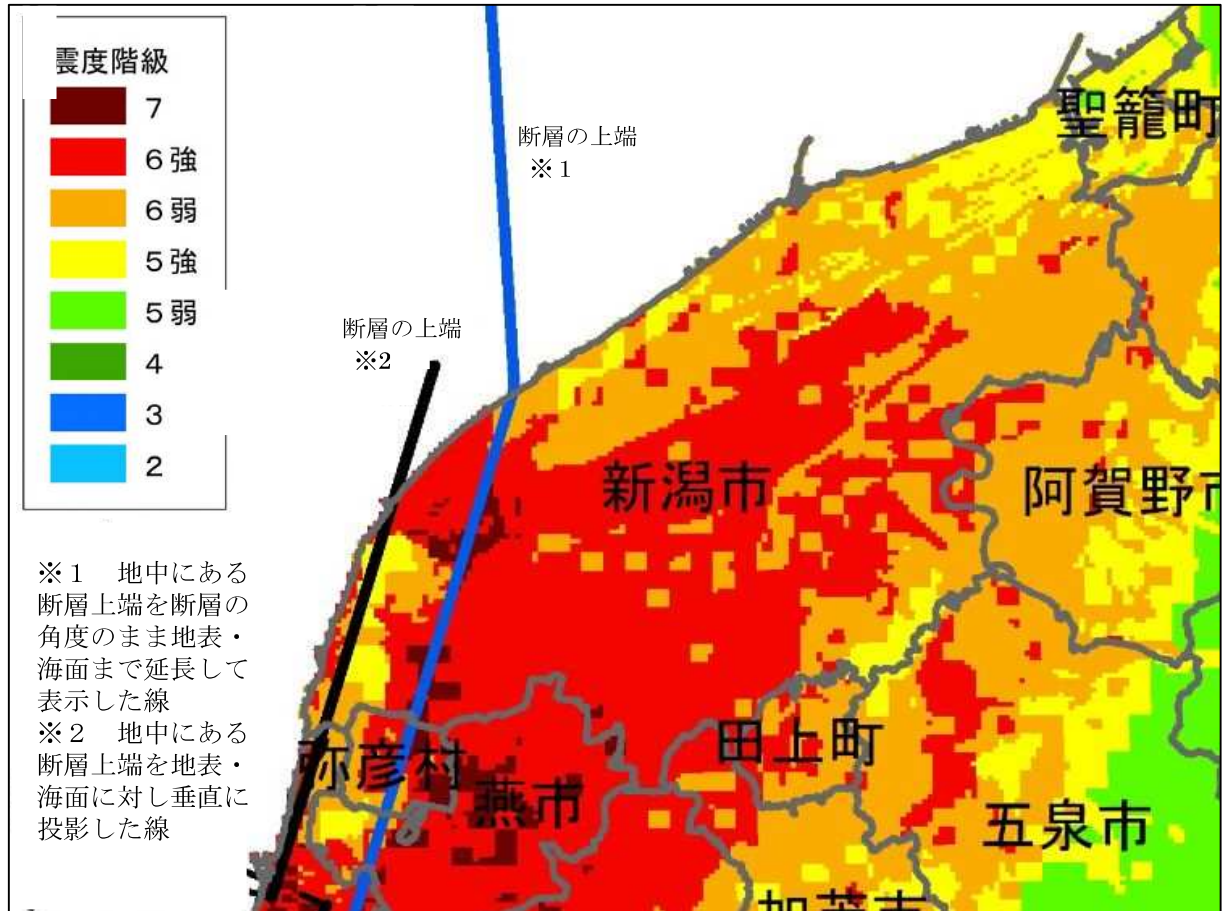 震度階級
7
6強
6弱
5強
5弱
4
3
2
断層の上端
※1
断層の上端
※2
聖籠町
新潟市
阿賀野市
弥彦村
燕市
田上町
五泉市
加茂市
※1 地中にある
断層上端を断層の
角度のまま地表・
海面まで延長して
表示した線
※2 地中にある
断層上端を地表・
海面に対し垂直に
投影した線